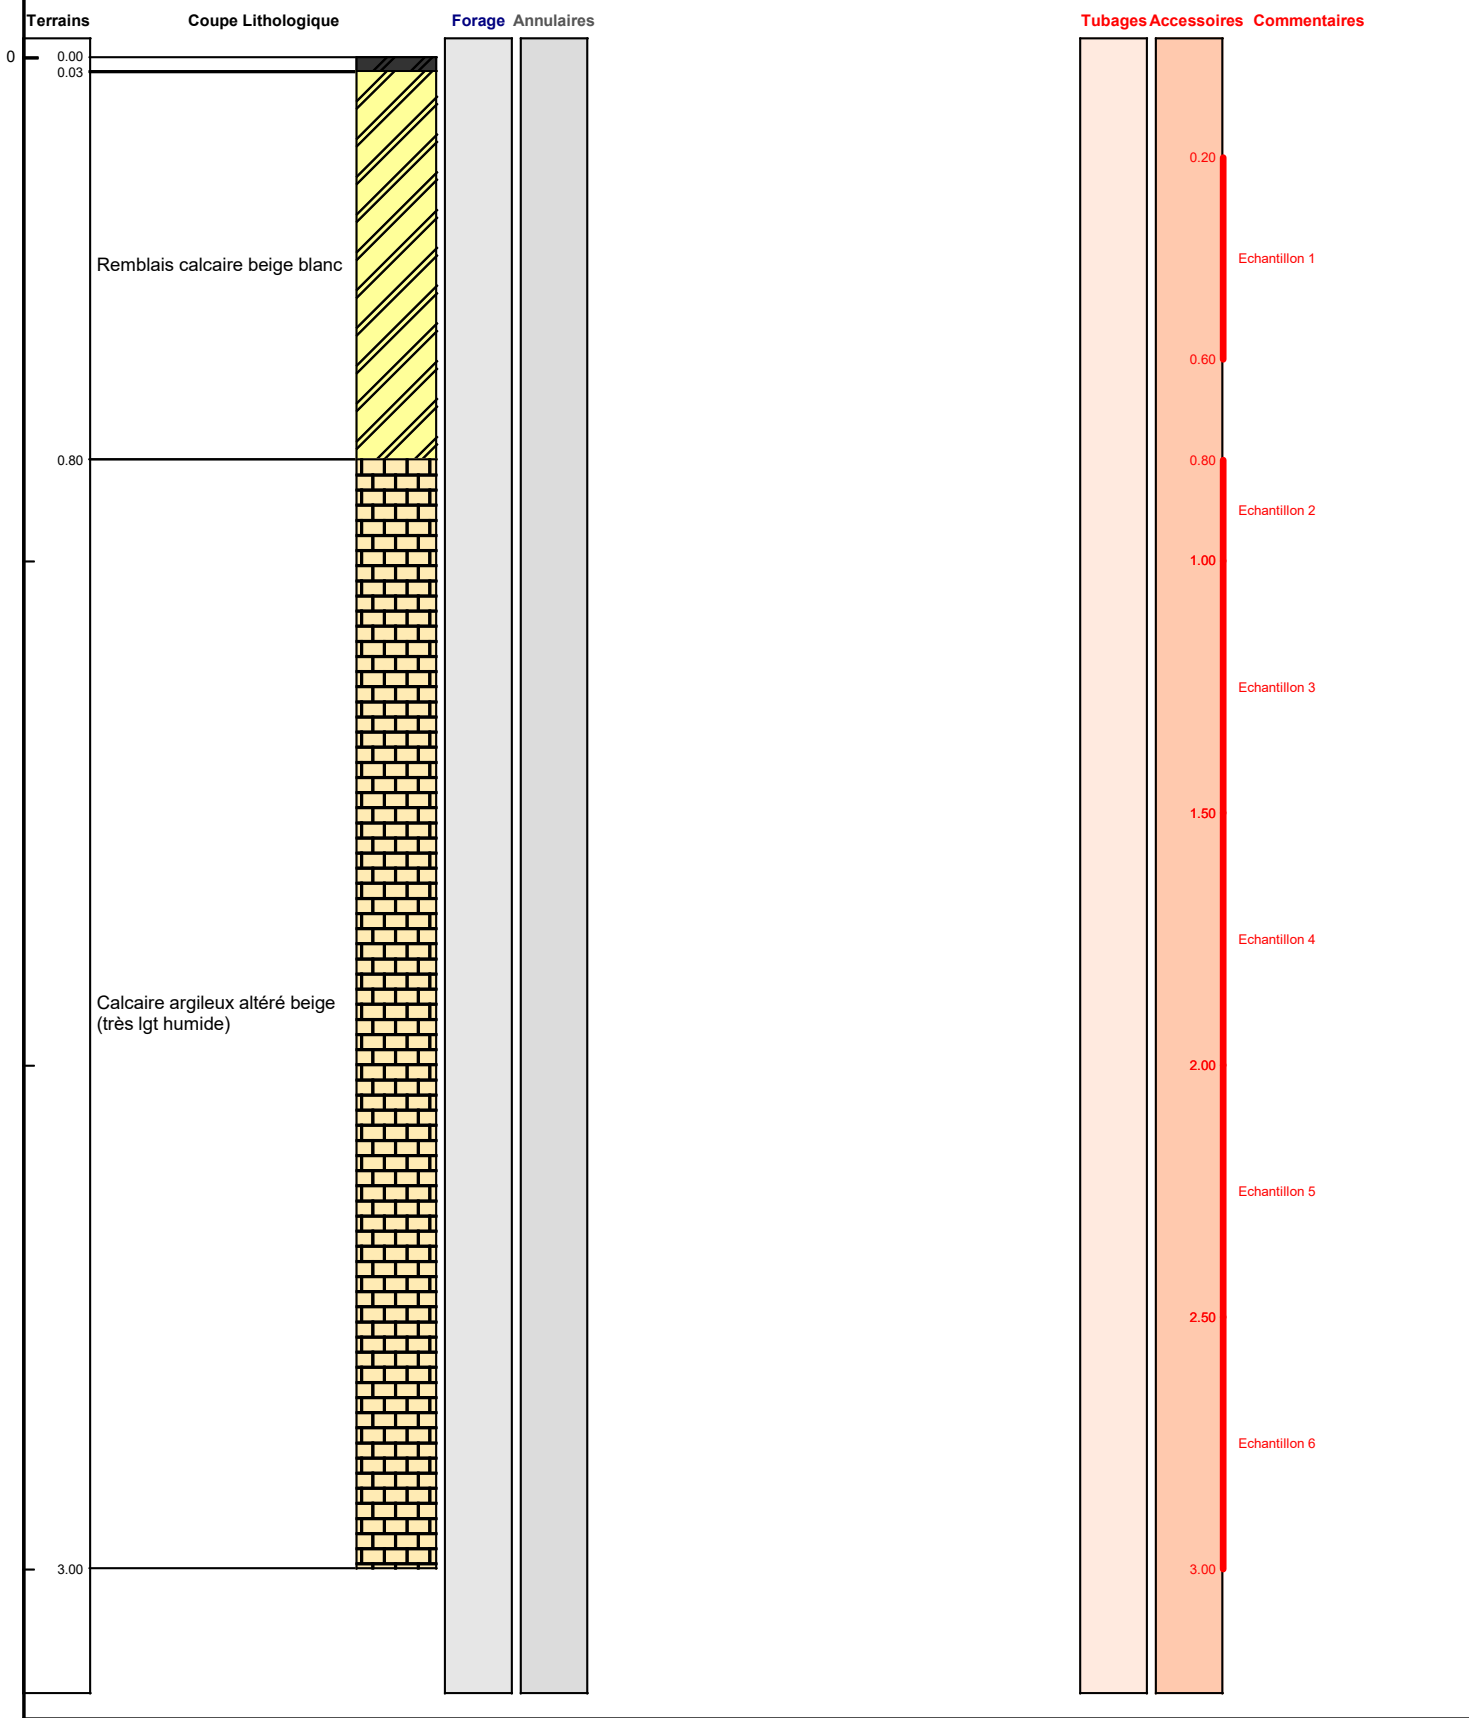 Terrains Coupe Lithologique Forage Annulaires Tubages Accessoires Commentaires
0 0.00
0.03
0.20
Remblais calcaire beige blanc Echantillon 1
0.60
0.80 0.80
Echantillon 2
1.00
Echantillon 3
1.50
Echantillon 4
Calcaire argileux altéré beige
(très lgt humide)
2.00
Echantillon 5
2.50
Echantillon 6
3.00 3.00